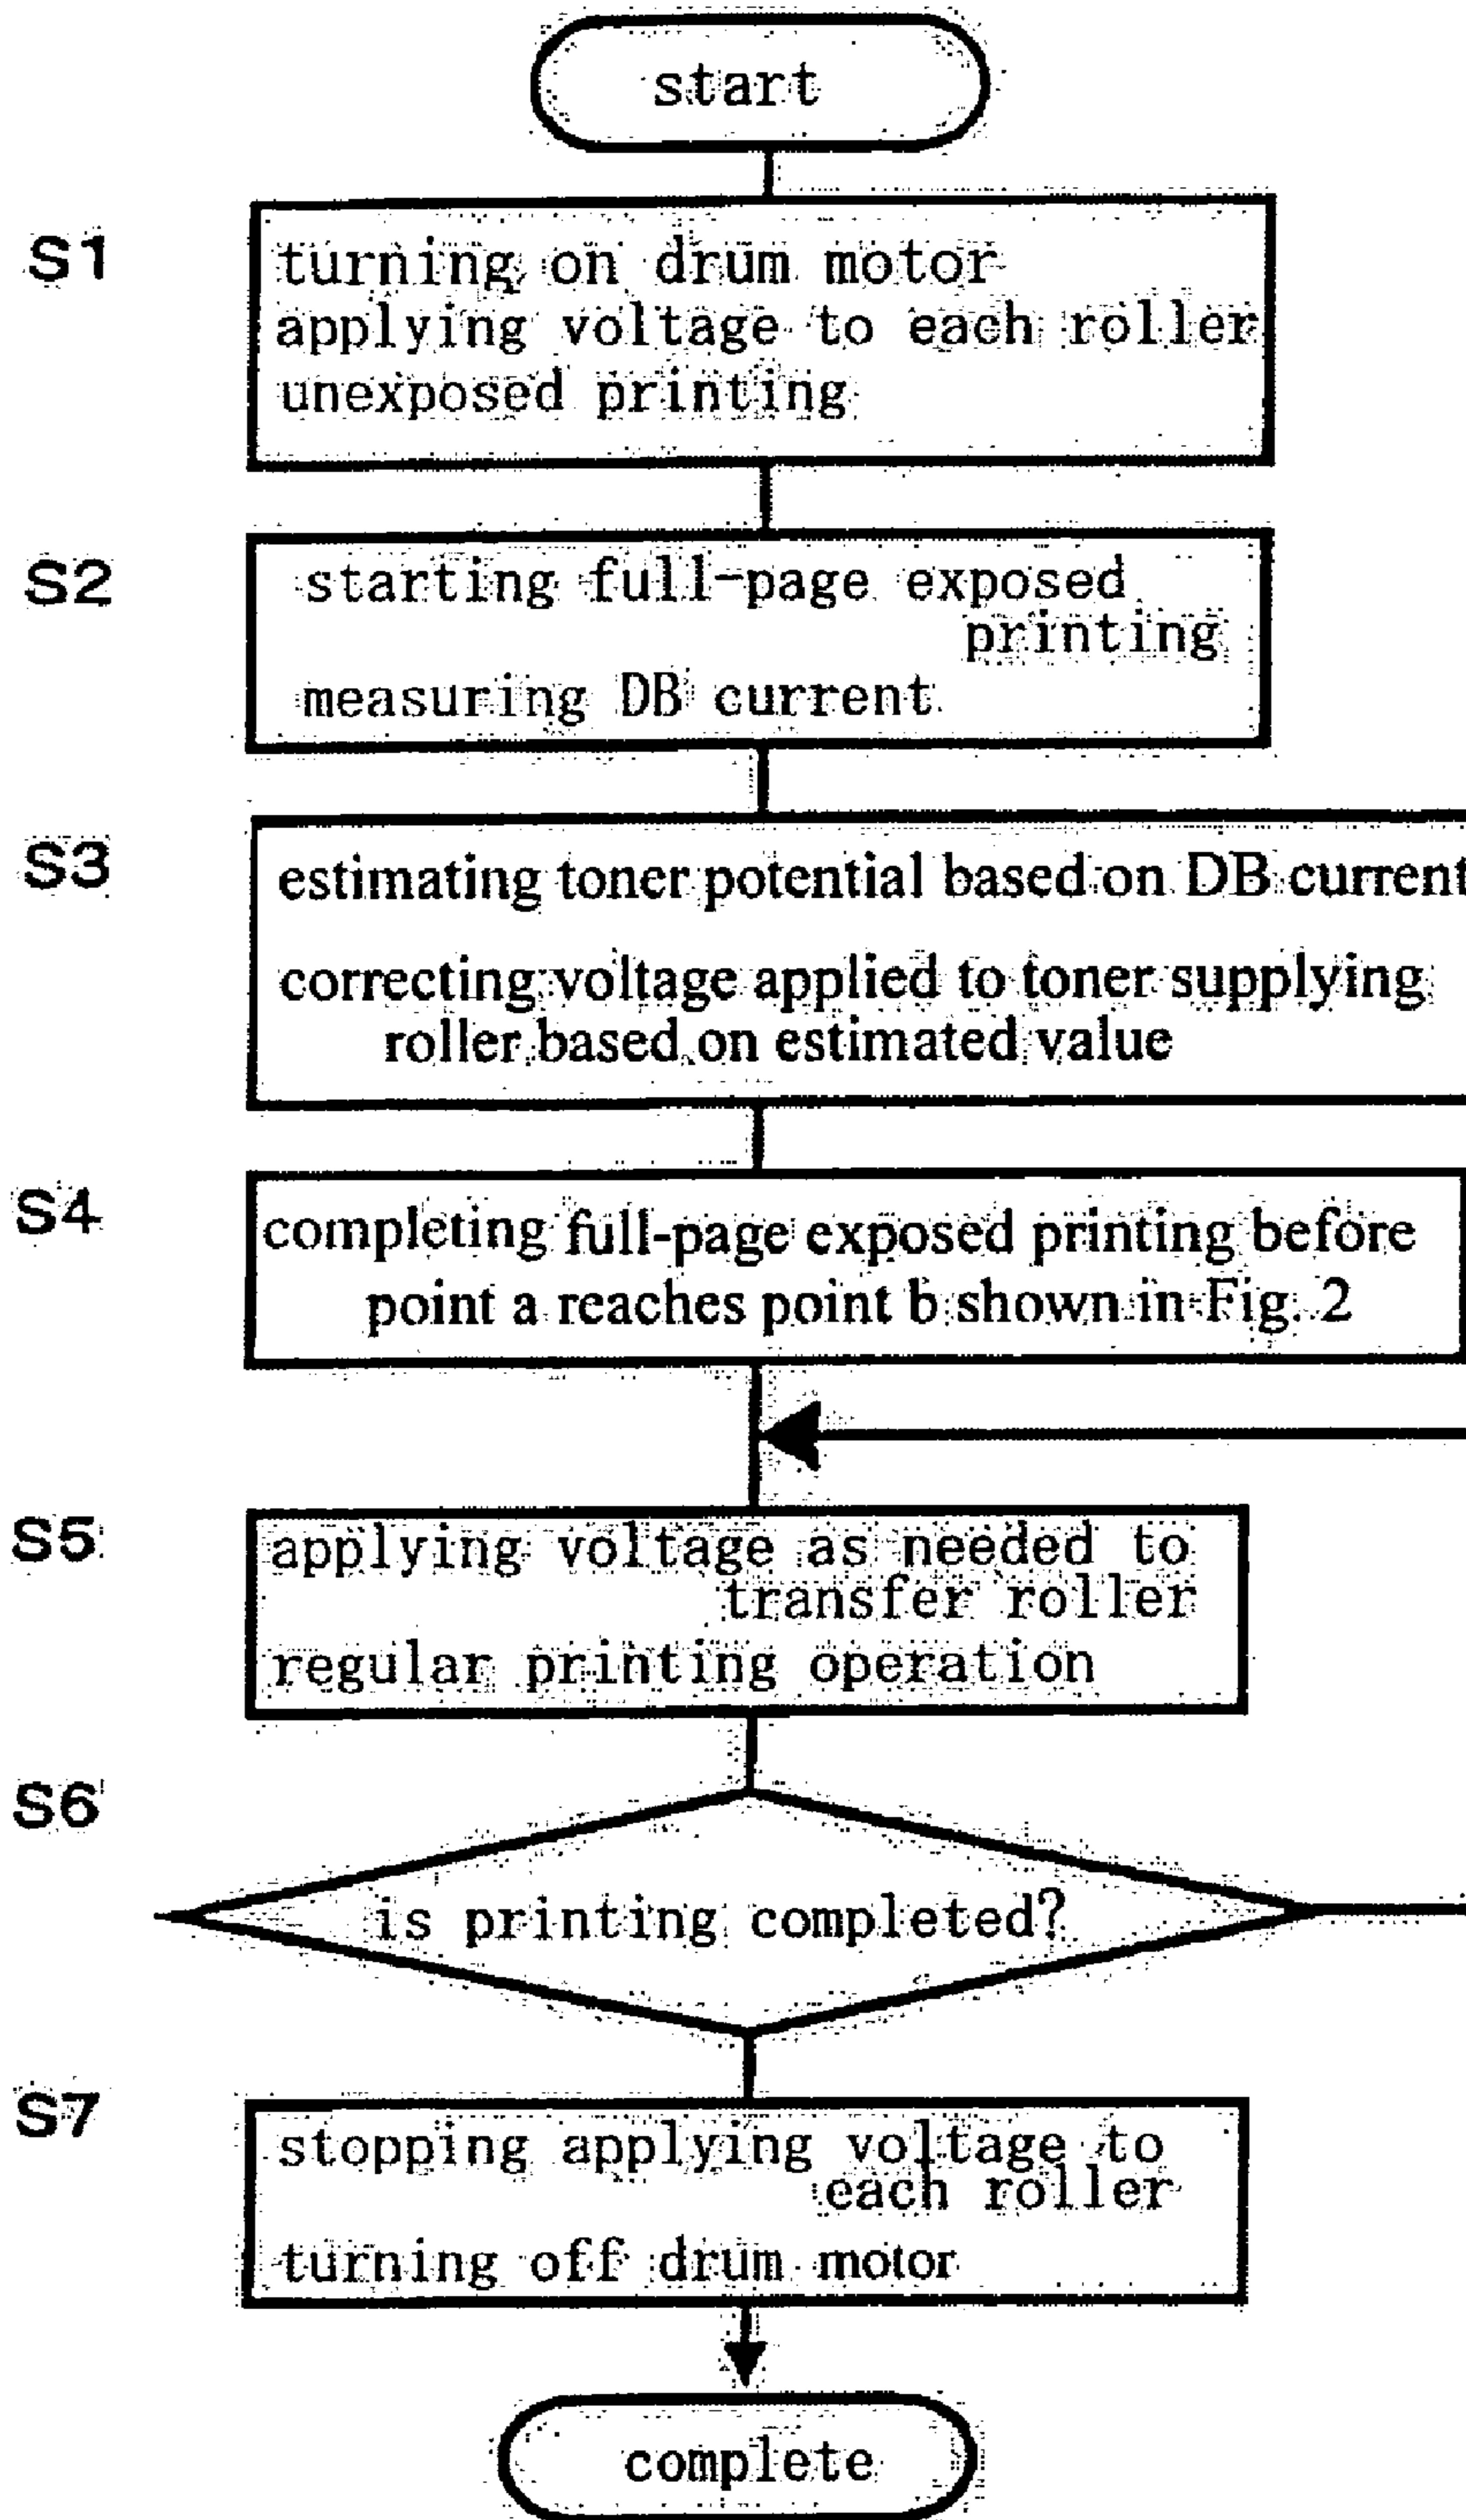 start
S1
turning on drum motor
applying voltage to each roller
unexposed printing
S2
starting full-page exposed
printing
measuring DB current
S3
estimating toner potential based on DB current
correcting voltage applied to toner supplying
roller based on estimated value
S4
completing full-page exposed printing before
point a reaches point b shown in Fig. 2
S5
applying voltage as needed to
transfer roller
regular printing operation
S6
is printing completed?
S7
stopping applying voltage to
each roller
turning off drum motor
complete